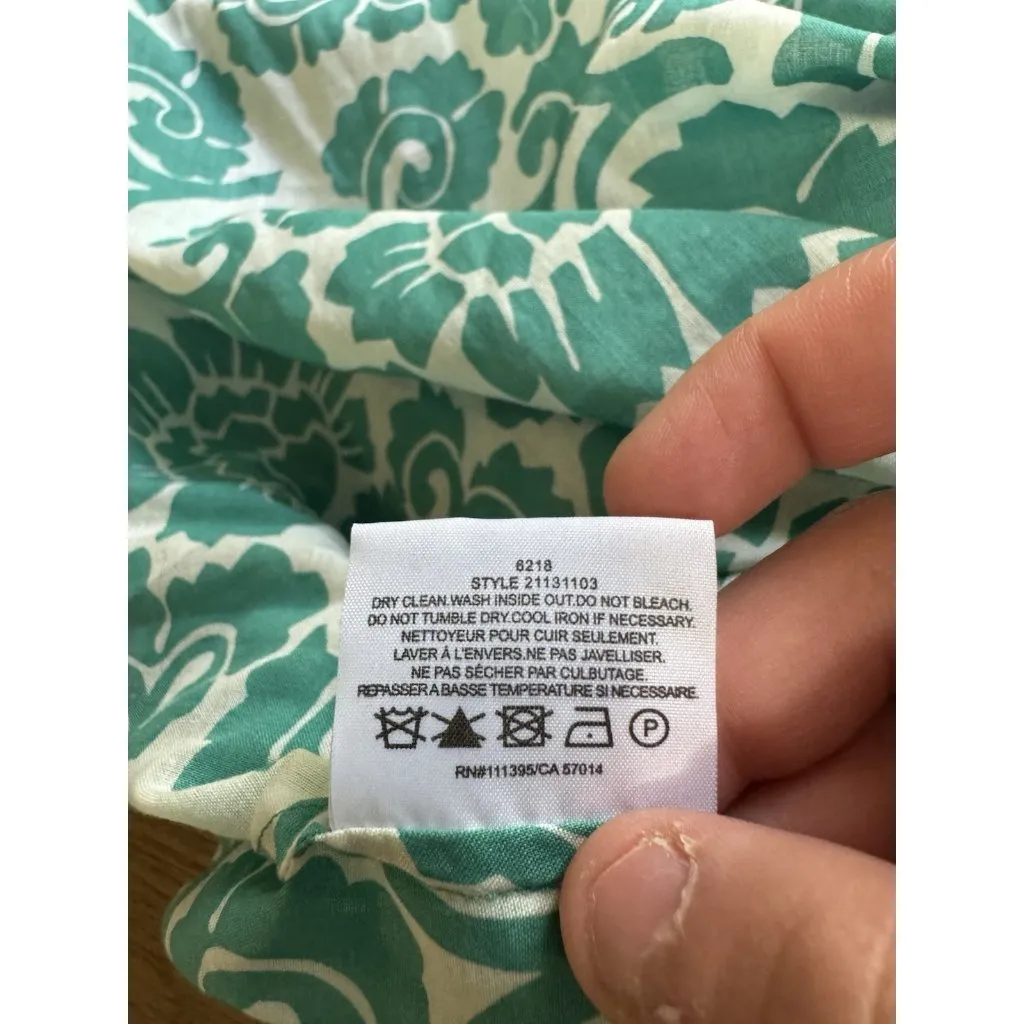 6218
STYLE 21131103
DRY CLEAN.WASH INSIDE OUT.DO NOT BLEACH.
DO NOT TUMBLE DRY.COOL IRON IF NECESSARY.
NETTOYEUR POUR CUIR SEULEMENT.
LAVER À L'ENVERS.NE PAS JAVELLISER.
NE PAS SÉCHER PAR CULBUTAGE.
REPASSER A BASSE TEMPERATURE SI NECESSAIRE.
P
RN#111395/CA 57014